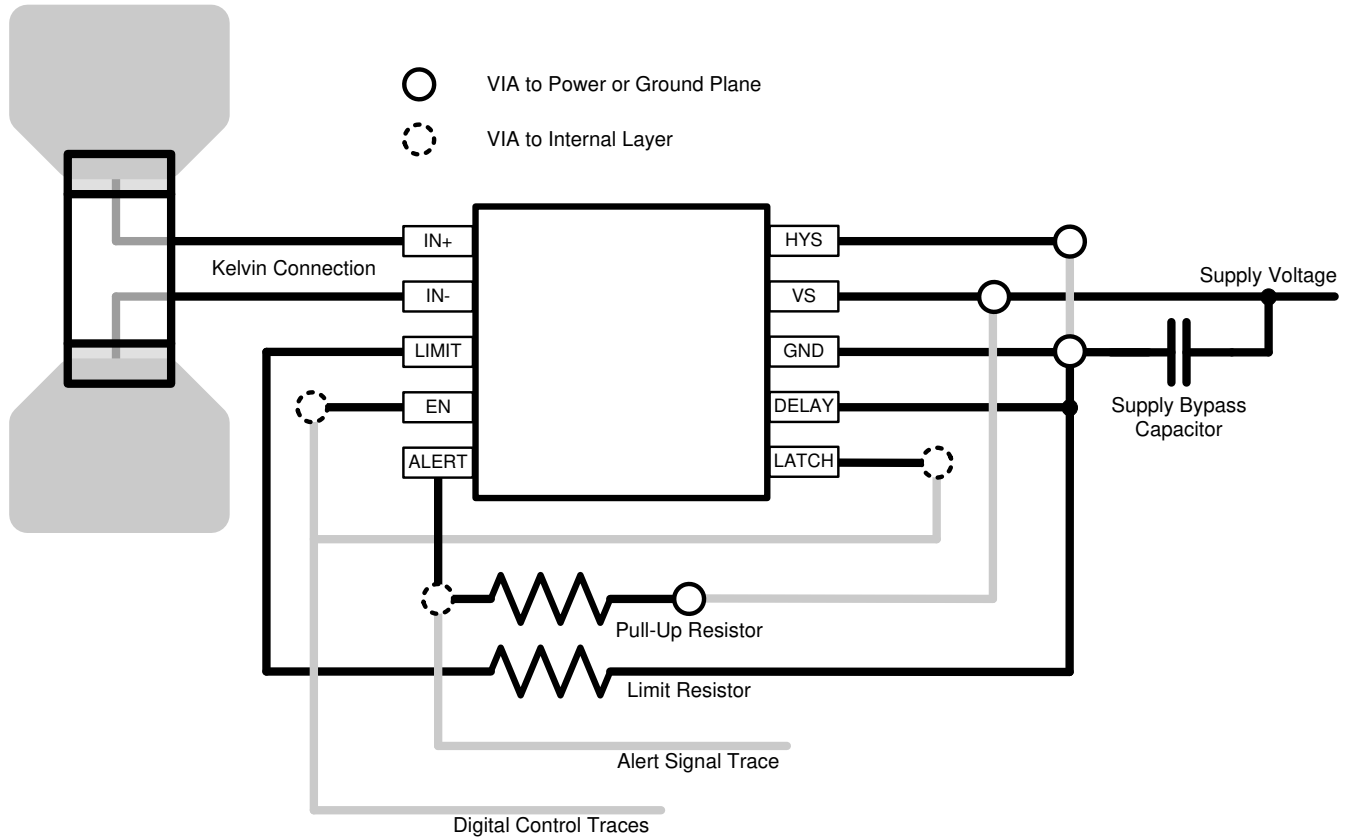 VIA to Power or Ground Plane
VIA to Internal Layer
IN+
HYS
Kelvin Connection
Supply Voltage
IN-
VS
LIMIT
GND
EN
DELAY
Supply Bypass
Capacitor
ALERT
LATCH
Pull-Up Resistor
Limit Resistor
Alert Signal Trace
Digital Control Traces